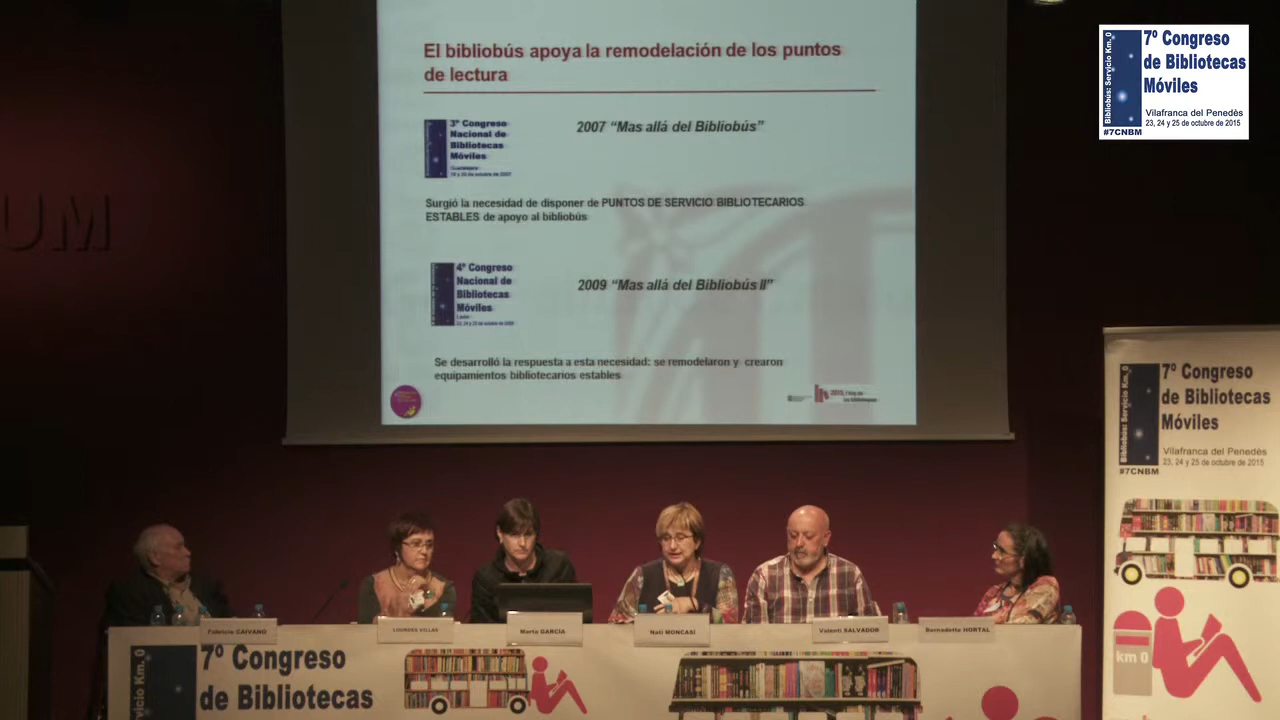 El bibliobús apoya la remodelación de los puntos
de lectura
3º Congreso
Nacional de
Bibliotecas
Móviles
2007 “Mas allá del Bibliobús”
Surgió la necesidad de disponer de PUNTOS DE SERVICIO BIBLIOTECARIOS
ESTABLES de apoyo al bibliobús
4º Congreso
Nacional de
Bibliotecas
Móviles
2009 “Mas allá del Bibliobús II”
Se desarrolló la respuesta a esta necesidad: se remodelaron y crearon
equipamientos bibliotecarios estables
Bibliobús: Servicio Km. 0
7º Congreso
de Bibliotecas
Móviles
Vilafranca del Penedès
23, 24 y 25 de octubre de 2015
#7CNBM
UM
Bibliobús: Servicio Km. 0
7º Congreso
de Bibliotecas
Móviles
Vilafranca del Penedès
23, 24 y 25 de octubre de 2015
#7CNBM
km 0
Fabrizio CAIVANO
LOURDES VILLAS
Marta GARCIA
Nati MONCASÍ
Valentí SALVADOR
Bernadette HORTAL
vicio Km. 0
7º Congreso
de Bibliotecas